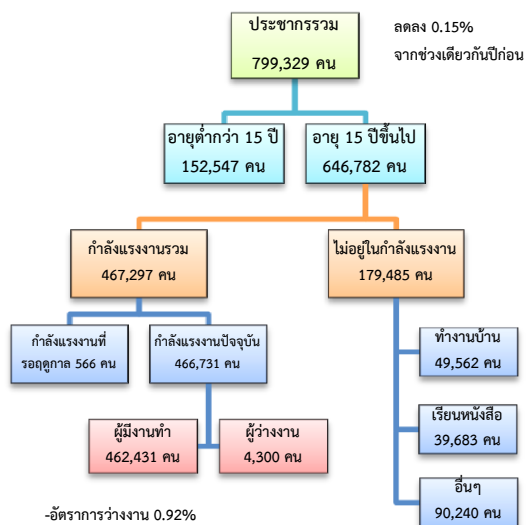 ประชากรรวม
799,329 คน
ลดลง 0.15%
จากช่วงเดียวกันปีก่อน
อายุต่ำกว่า 15 ปี
152,547 คน
อายุ 15 ปีขึ้นไป
646,782 คน
กำลังแรงงานรวม
467,297 คน
ไม่อยู่ในกำลังแรงงาน
179,485 คน
กำลังแรงงานที่
รอฤดูกาล 566 คน
กำลังแรงงานปัจจุบัน
466,731 คน
ทำงานบ้าน
49,562 คน
ผู้มีงานทำ
462,431 คน
ผู้ว่างงาน
4,300 คน
เรียนหนังสือ
39,683 คน
อื่นๆ
90,240 คน
-อัตราการว่างงาน 0.92%